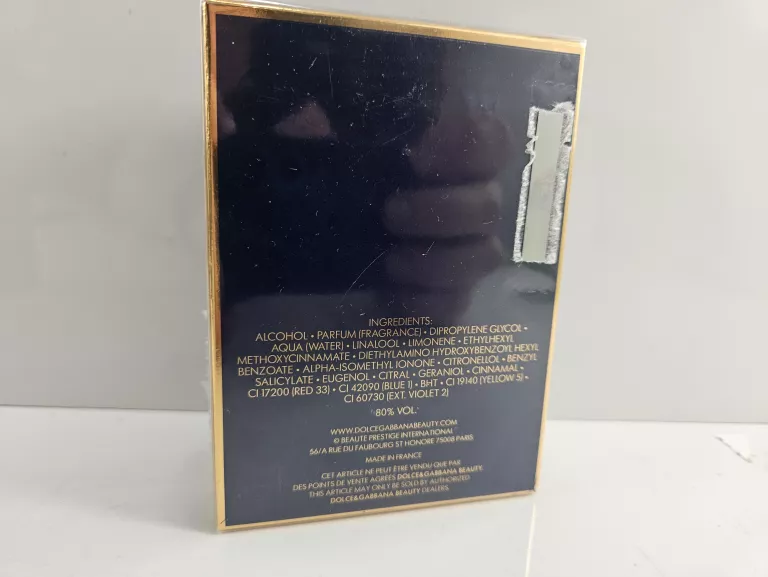 INGREDIENTS:
ALCOHOL • PARFUM (FRAGRANCE) • DIPROPYLENE GLYCOL •
AQUA (WATER) • LINALOOL • LIMONENE • ETHYLHEXYL
METHOXYCINNAMATE • DIETHYLAMINO HYDROXYBENZOYL HEXYL
BENZOATE • ALPHA-ISOMETHYL IONONE • CITRONELLOL • BENZYL
SALICYLATE • EUGENOL • CITRAL • GERANIOL • CINNAMAL •
CI 17200 (RED 33) • CI 42090 (BLUE 1) • BHT • CI 19140 (YELLOW 5) •
CI 60730 (EXT. VIOLET 2)
80% VOL.
WWW.DOLCEGABBANABEAUTY.COM
© BEAUTE PRESTIGE INTERNATIONAL
56/A RUE DU FAUBOURG ST HONORE 75008 PARIS
MADE IN FRANCE
CET ARTICLE NE PEUT ÊTRE VENDU QUE PAR
DES POINTS DE VENTE AGRÉÉS DOLCE&GABBANA BEAUTY.
THIS ARTICLE MAY ONLY BE SOLD BY AUTHORIZED
DOLCE&GABBANA BEAUTY DEALERS.